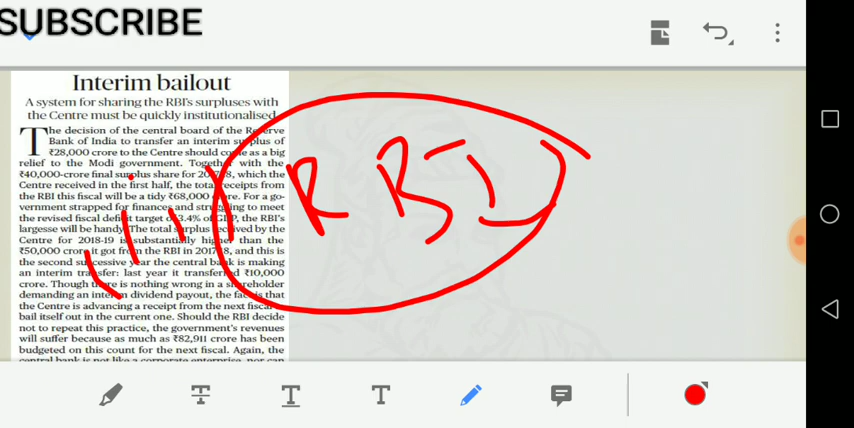 SUBSCRIBE
Interim bailout
A system for sharing the RBI's surpluses with
the Centre must be quickly institutionalised
The decision of the central board of the Reserve
Bank of India to transfer an interim surplus of
₹28,000 crore to the Centre should come as a big
relief to the Modi government. Together with the
₹40,000-crore final surplus share for 2017-18, which the
Centre received in the first half, the total receipts from
the RBI this fiscal will be a tidy ₹68,000 crore. For a go-
vernment strapped for finances and struggling to meet
the revised fiscal deficit target of 3.4% of GDP, the RBI's
largesse will be handy. The total surplus received by the
Centre for 2018-19 is substantially higher than the
₹50,000 crore it got from the RBI in 2017-18, and this is
the second successive year the central bank is making
an interim transfer: last year it transferred ₹10,000
crore. Though there is nothing wrong in a shareholder
demanding an interim dividend payout, the fact is that
the Centre is advancing a receipt from the next fiscal
bail itself out in the current one. Should the RBI decide
not to repeat this practice, the government's revenues
will suffer because as much as ₹82,911 crore has been
budgeted on this count for the next fiscal. Again, the
central bank is not like a corporate enterprise, nor can
RBI
T
T
T